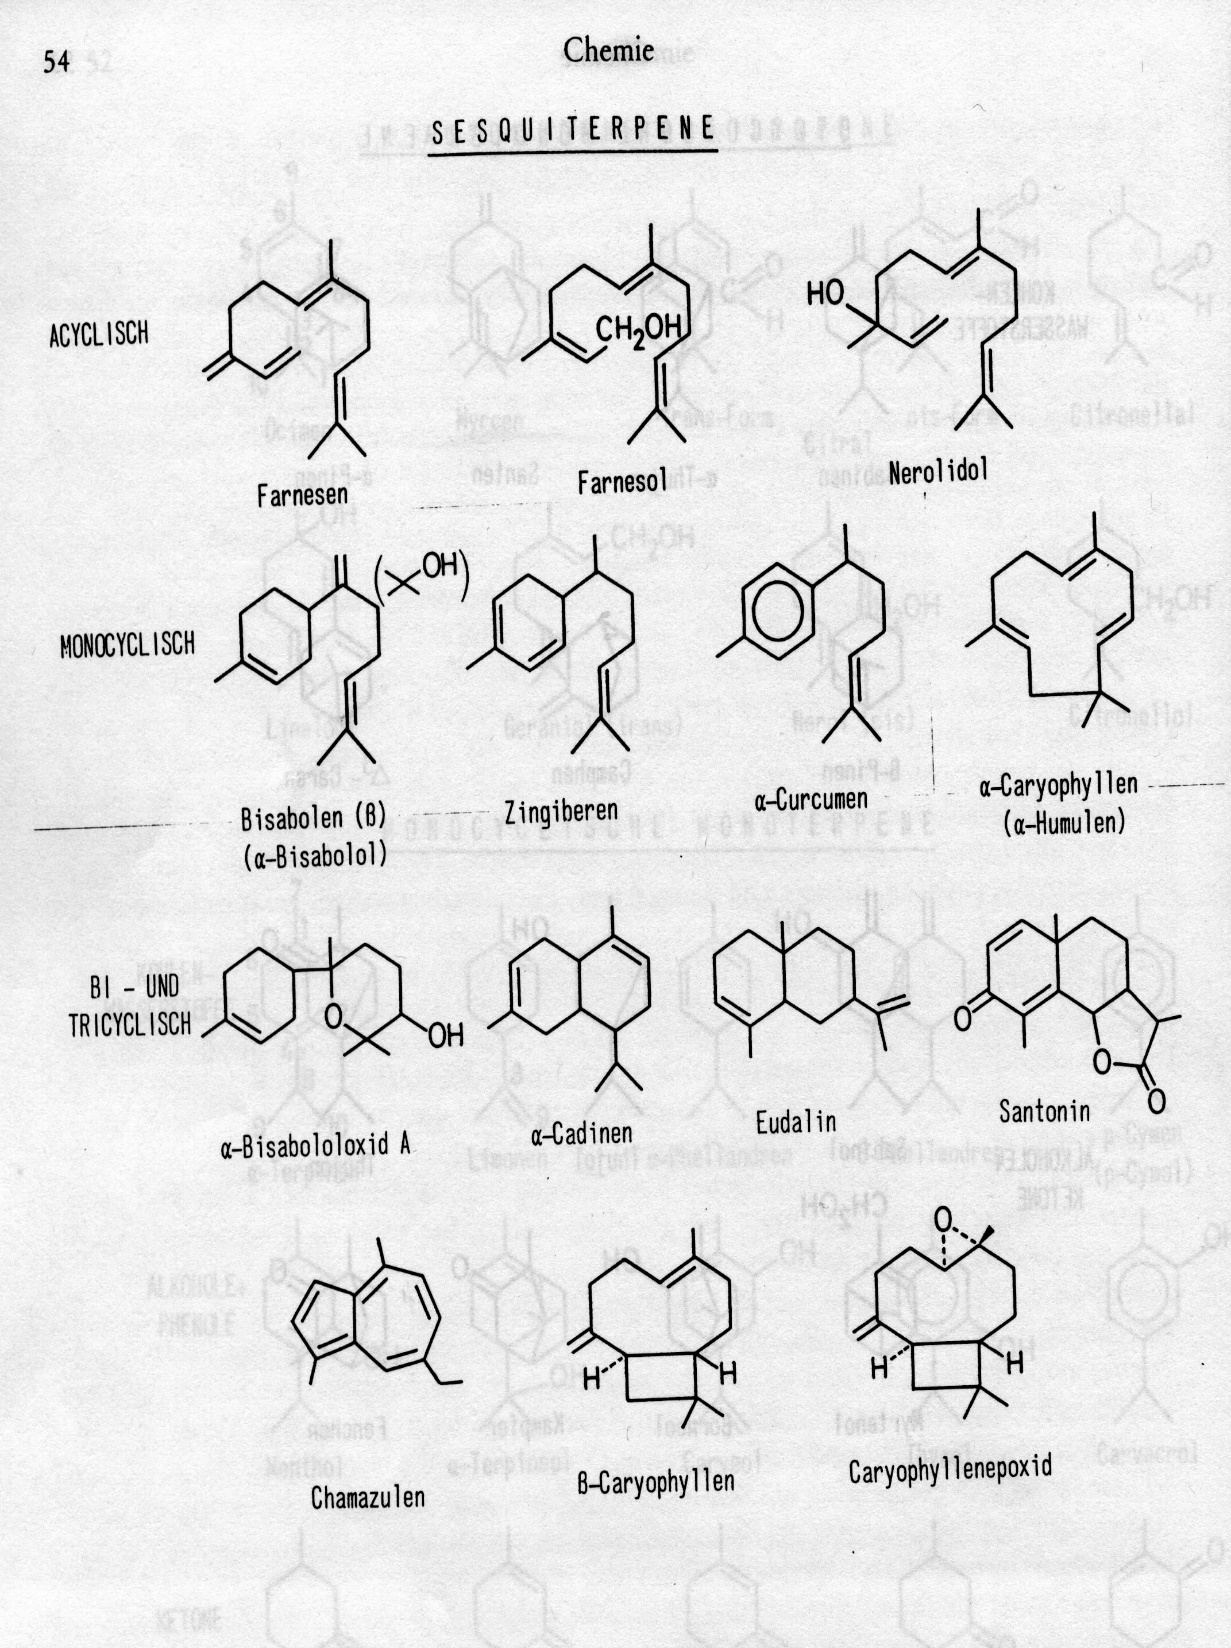 54
Chemie
SESQUITERPENE
ACYCLISCH
HO
CH₂OH
Farnesen
Farnesol
Nerolidol
MONOCYCLISCH
(OH)
Bisabolen (β)
(α-Bisabolol)
Zingiberen
α-Curcumen
α-Caryophyllen
(α-Humulen)
BI - UND
TRICYCLISCH
O
OH
O
O
O
α-Bisabololoxid A
α-Cadinen
Eudalin
Santonin
O
H
H
H
H
Chamazulen
β-Caryophyllen
Caryophyllenepoxid